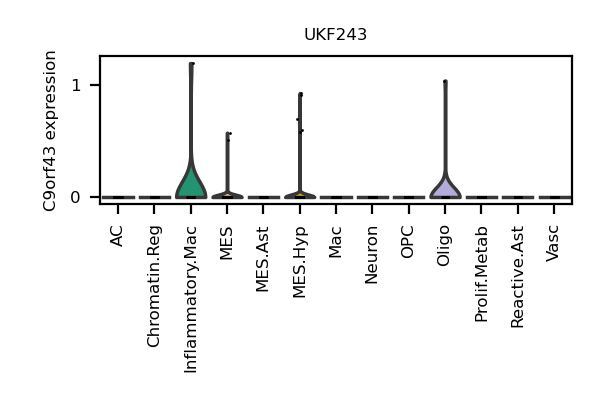 UKF243
C9orf43 expression
1
0
AC
Chromatin.Reg
Inflammatory.Mac
MES
MES.Ast
MES.Hyp
Mac
Neuron
OPC
Oligo
Prolif.Metab
Reactive.Ast
Vasc